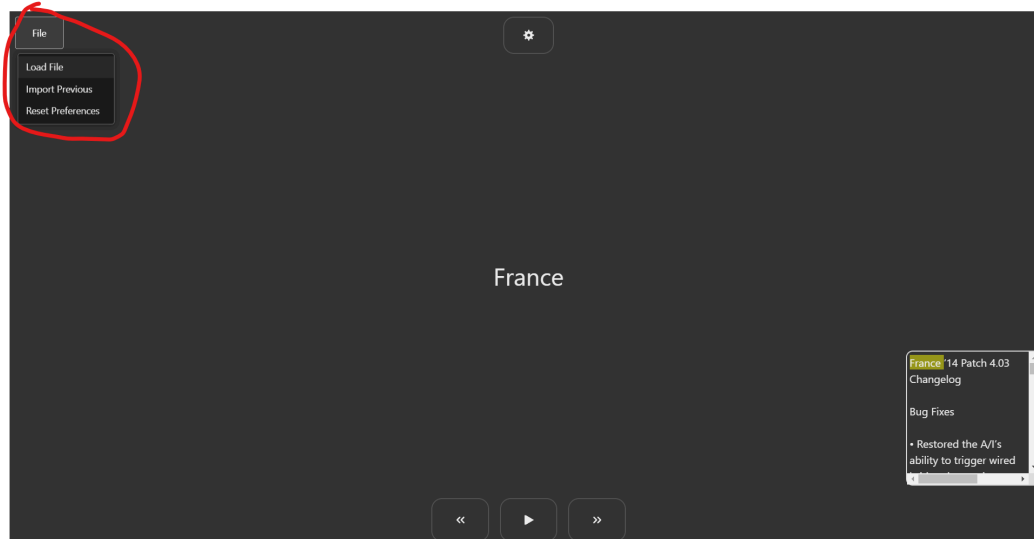 File
Load File
Import Previous
Reset Preferences
France
France '14 Patch 4.03
Changelog
Bug Fixes
• Restored the A/I's
ability to trigger wired